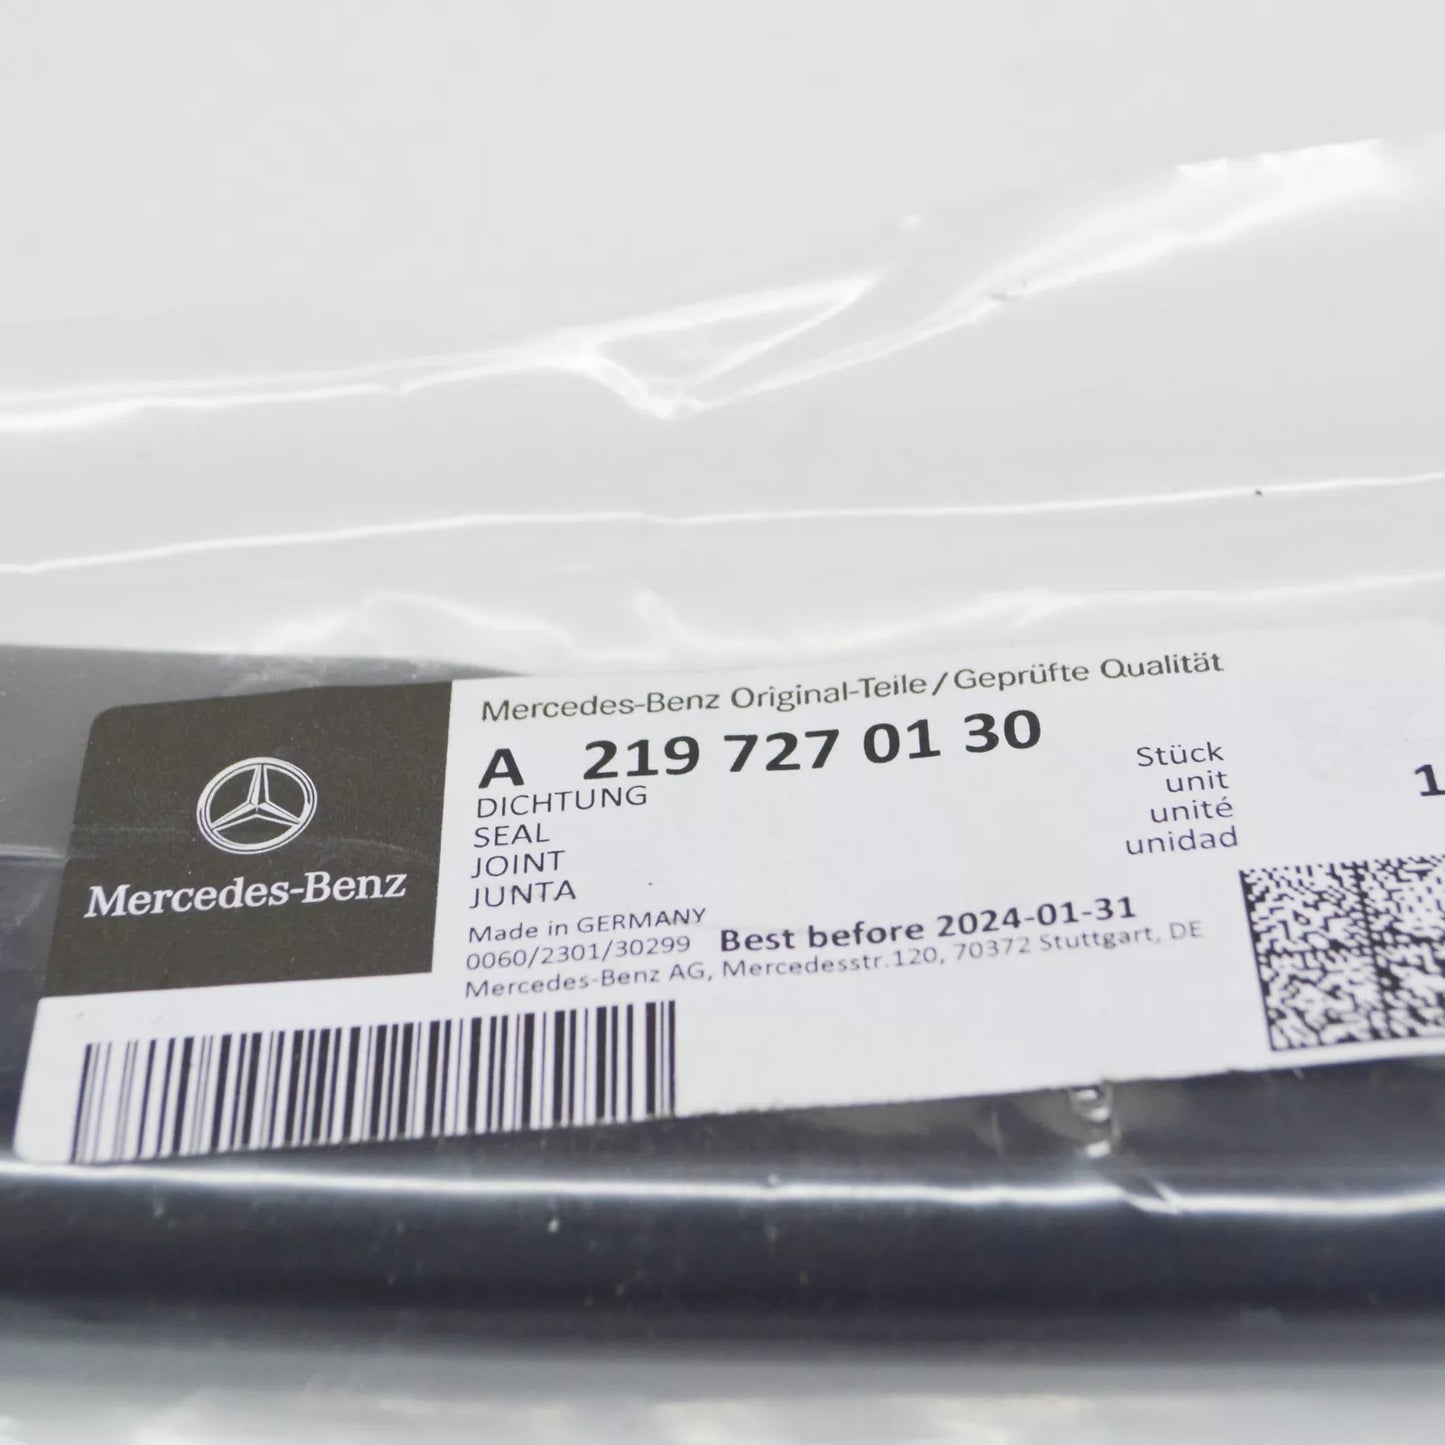 Mercedes-Benz
Mercedes-Benz Original-Teile/Geprüfte Qualität
A 219 727 01 30
DICHTUNG
SEAL
JOINT
JUNTA
Stück
unit
unité
unidad
1
Made in GERMANY
0060/2301/30299
Best before 2024-01-31
Mercedes-Benz AG, Mercedesstr.120, 70372 Stuttgart, DE